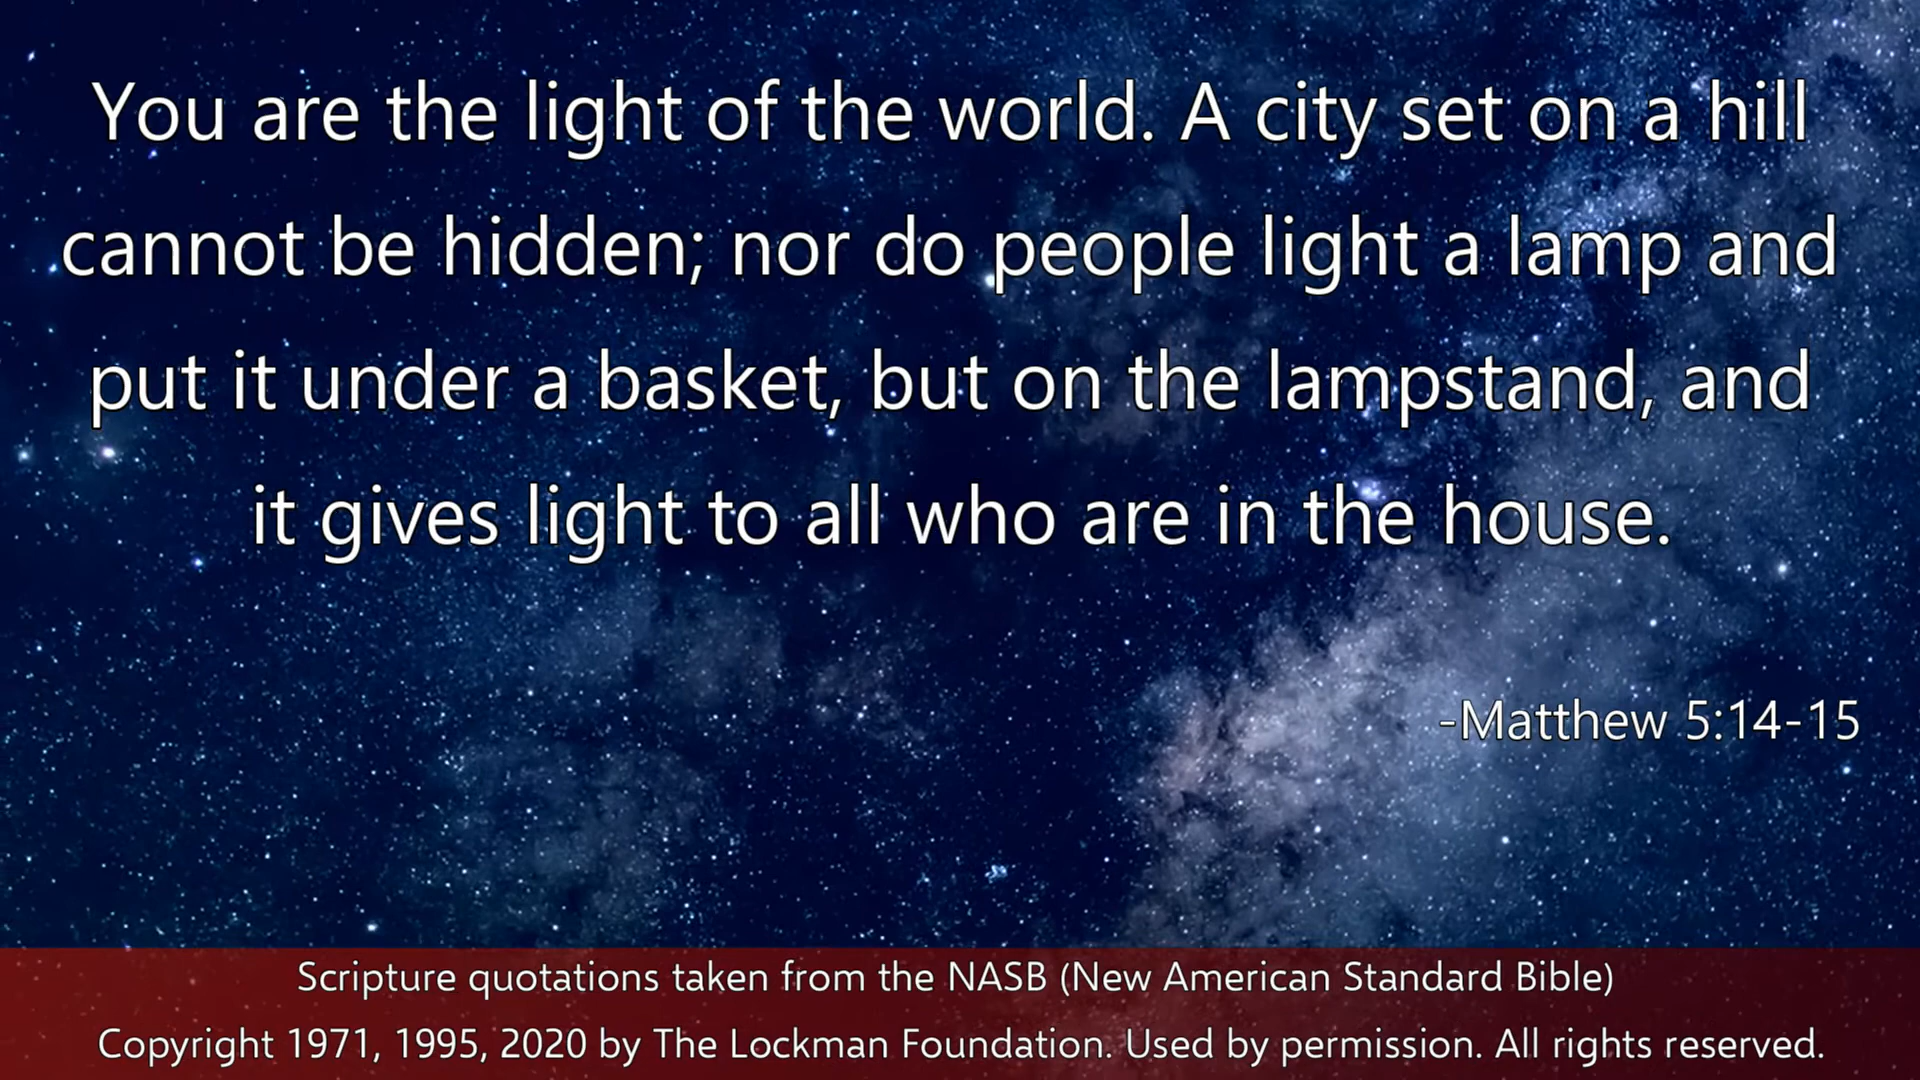 You are the light of the world. A city set on a hill
cannot be hidden; nor do people light a lamp and
put it under a basket, but on the lampstand, and
it gives light to all who are in the house.
-Matthew 5:14-15
Scripture quotations taken from the NASB (New American Standard Bible)
Copyright 1971, 1995, 2020 by The Lockman Foundation. Used by permission. All rights reserved.